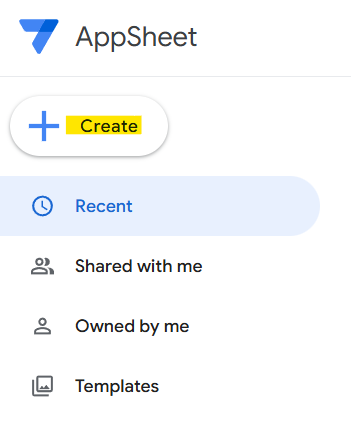 AppSheet
Create
Recent
Shared with me
Owned by me
Templates